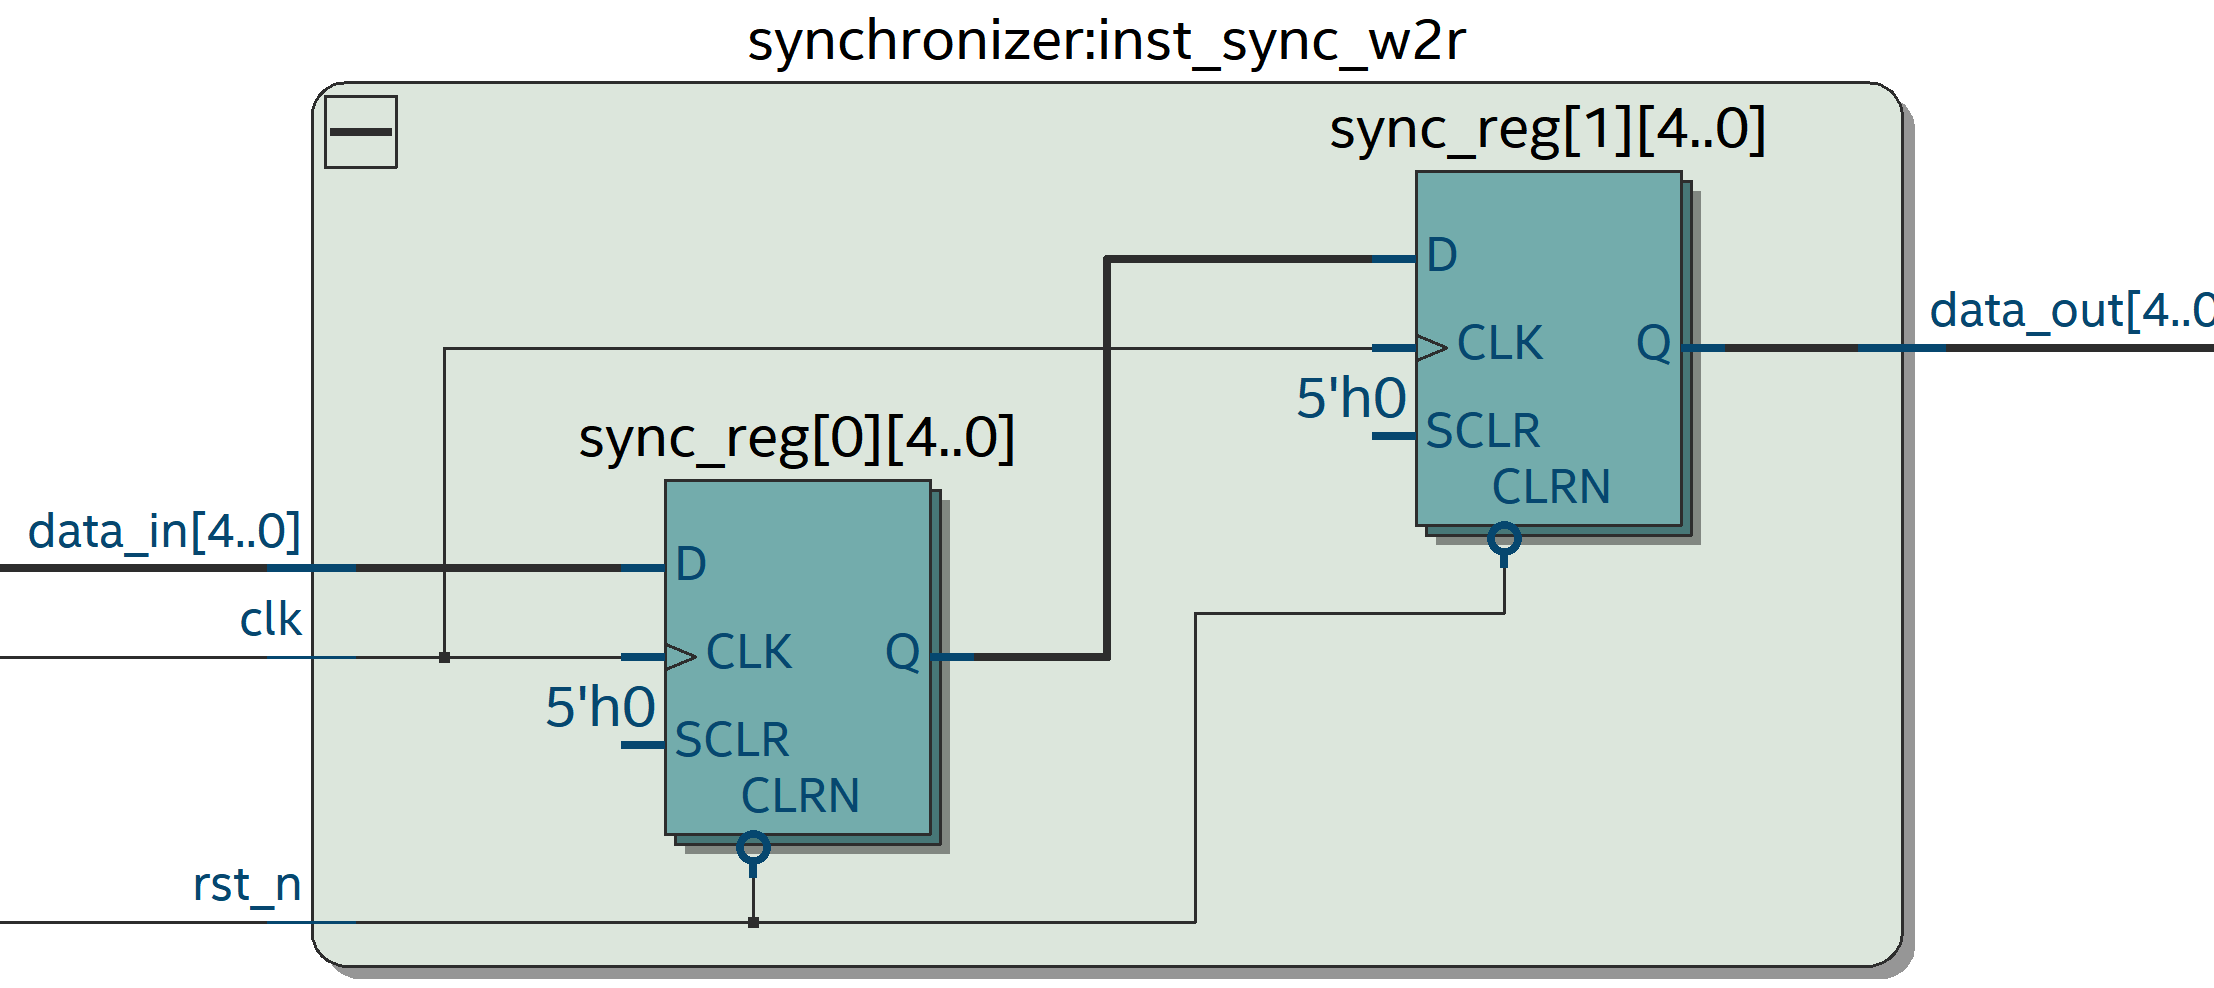 synchronizer:inst_sync_w2r
sync_reg[1][4..0]
D
CLK
Q
5'h0
SCLR
CLRN
data_out[4..0
sync_reg[0][4..0]
data_in[4..0]
D
clk
CLK
Q
5'h0
SCLR
CLRN
rst_n